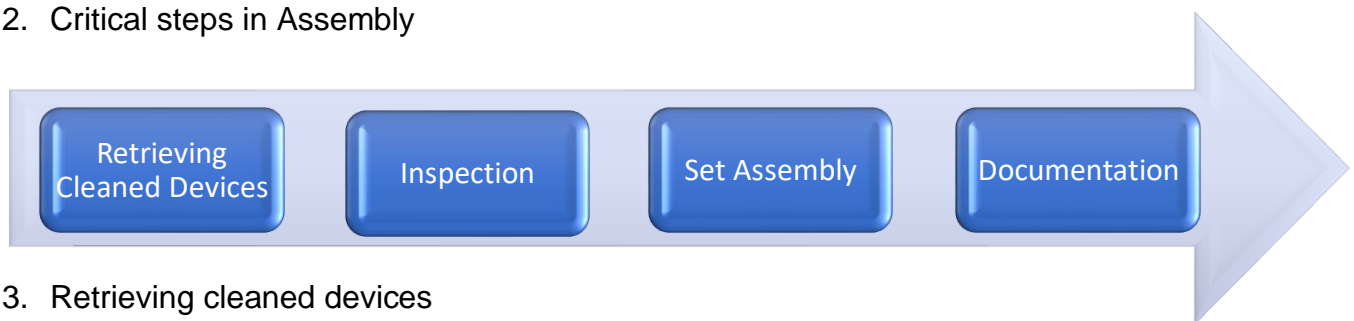 2. Critical steps in Assembly
Retrieving
Cleaned Devices
Inspection
Set Assembly
Documentation
3. Retrieving cleaned devices